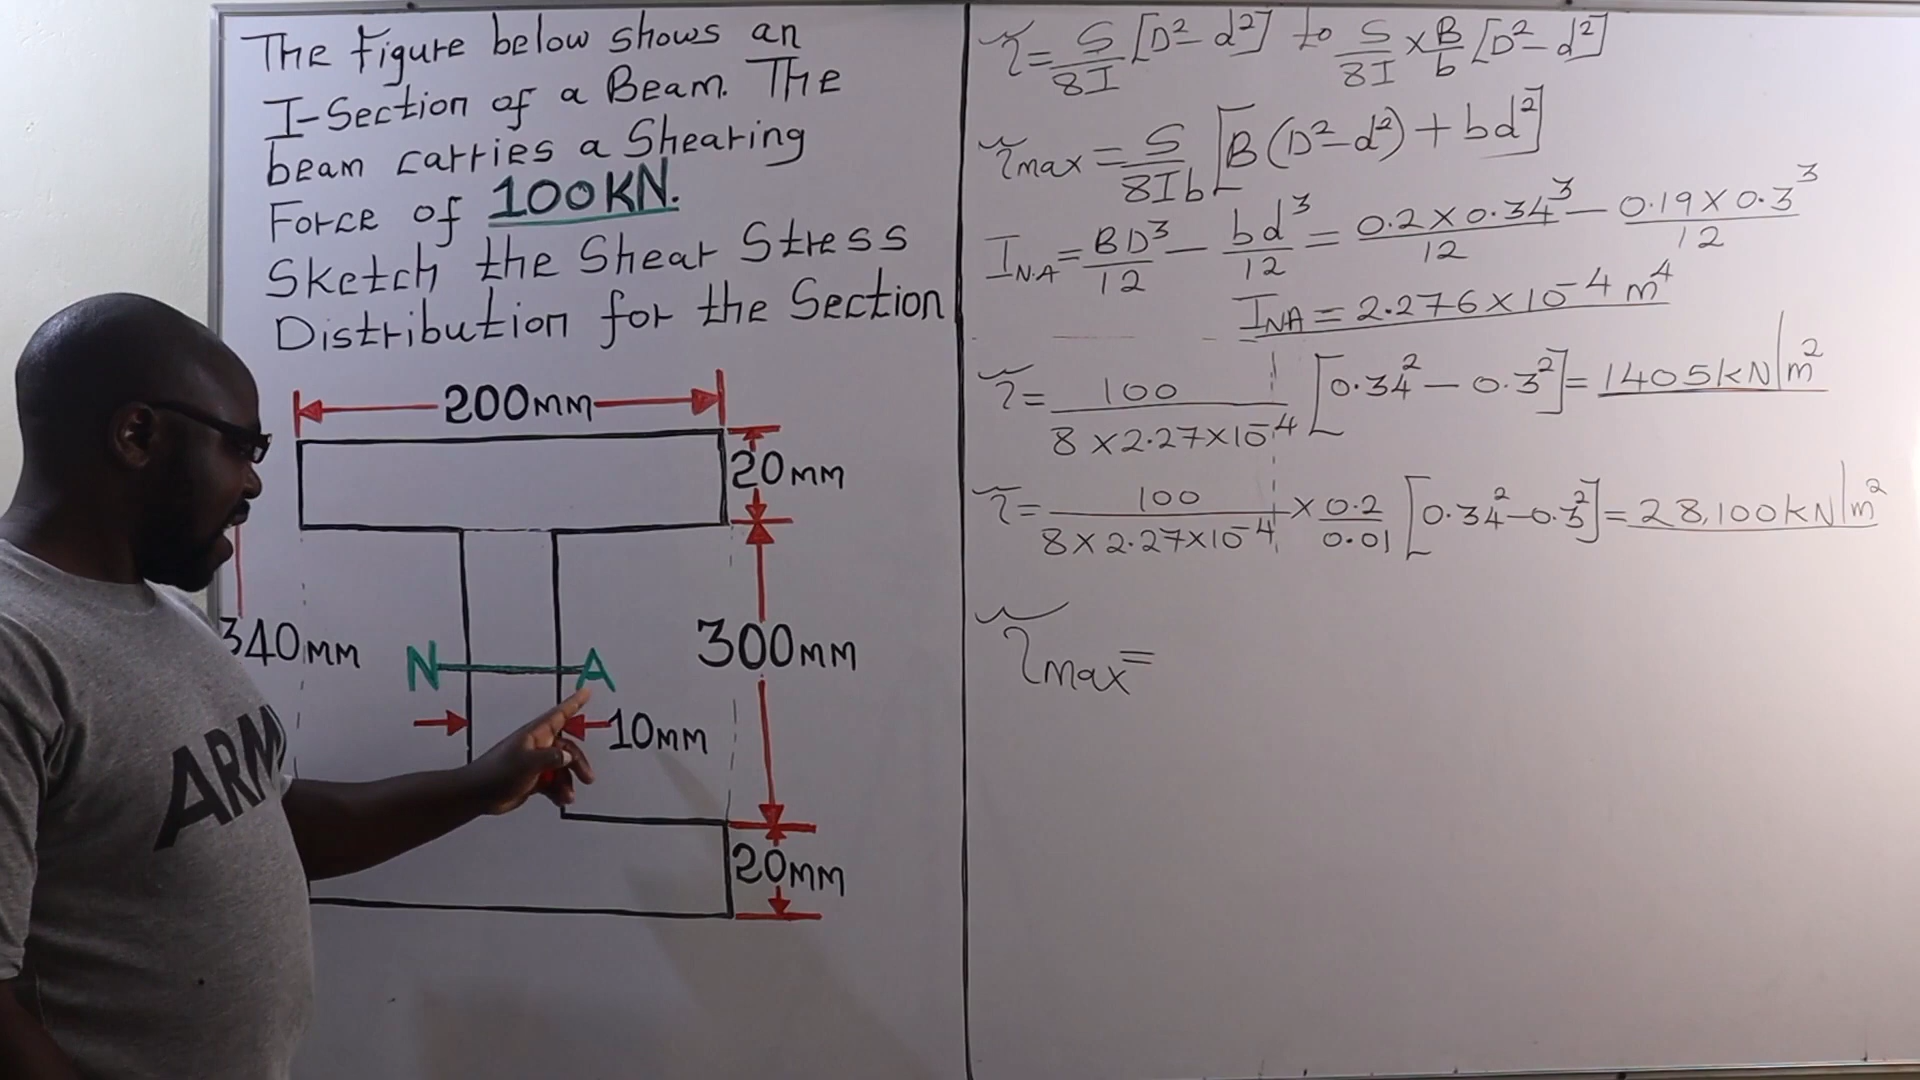 The Figure below shows an
I-Section of a Beam. The
beam carries a Shearing
Force of 100KN.
Sketch the Shear Stress
Distribution for the Section
200mm
20mm
340mm
N A
300mm
10mm
20mm
ARM
τ = S/8I [D² - d²] to S/8I × B/b [D² - d²]
τmax = S/8Ib [B(D² - d²) + bd²]
I_N.A = BD³/12 - bd³/12 = 0.2 × 0.34³/12 - 0.19 × 0.3³/12
I_NA = 2.276 × 10⁻⁴ m⁴
τ = 100/8 × 2.27 × 10⁻⁴ [0.34² - 0.3²] = 1405kN/m²
τ = 100/8 × 2.27 × 10⁻⁴ × 0.2/0.01 [0.34² - 0.3²] = 28,100kN/m²
τmax =